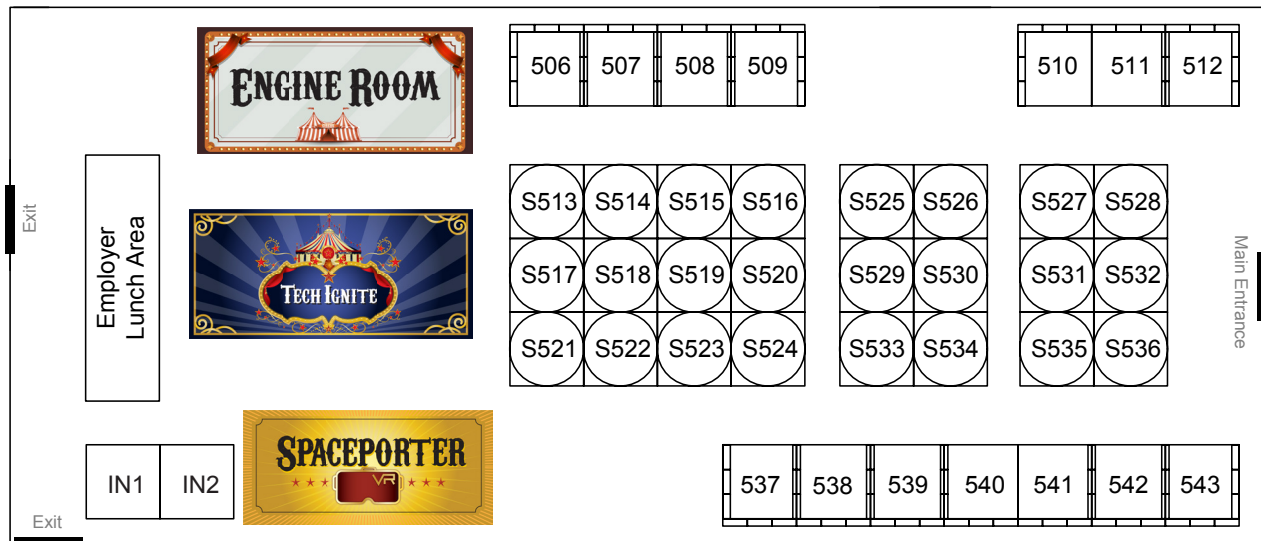 ENGINE ROOM
506 507 508 509
510 511 512
Exit
Employer
Lunch Area
TECH IGNITE
S513 S514 S515 S516
S525 S526
S527 S528
S517 S518 S519 S520
S529 S530
S531 S532
S521 S522 S523 S524
S533 S534
S535 S536
Main Entrance
IN1 IN2
SPACEPORTER
VR
537 538 539 540 541 542 543
Exit